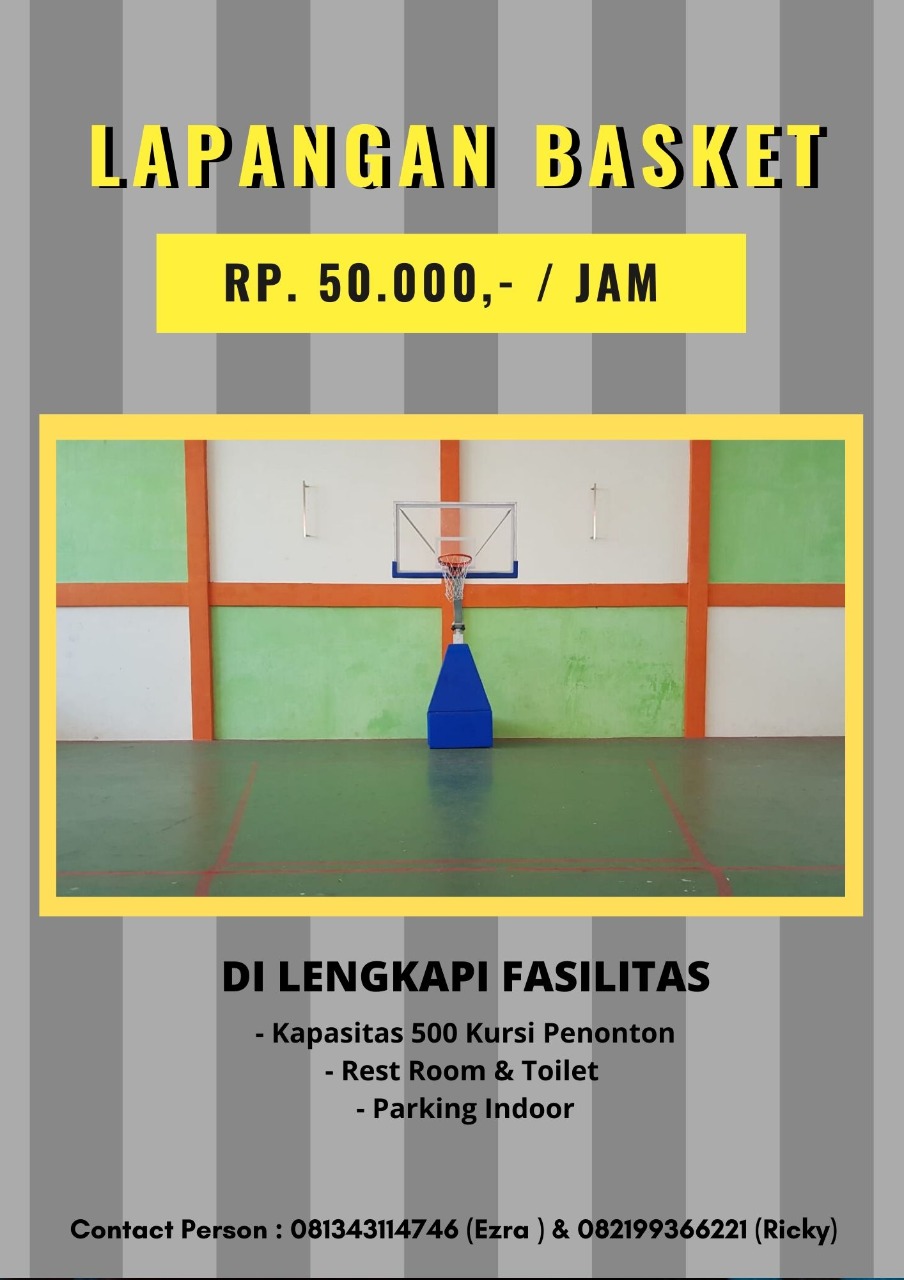 LAPANGAN BASKET
RP. 50.000,- / JAM
DI LENGKAPI FASILITAS
- Kapasitas 500 Kursi Penonton
- Rest Room & Toilet
- Parking Indoor
Contact Person : 081343114746 (Ezra ) & 082199366221 (Ricky)